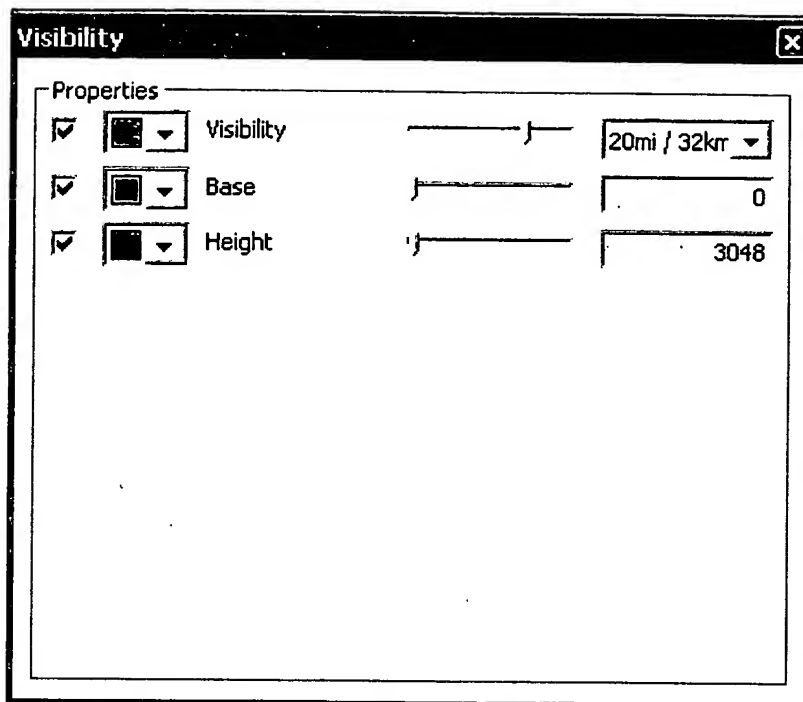 Visibility
Properties
Visibility 20mi / 32km
Base 0
Height 3048